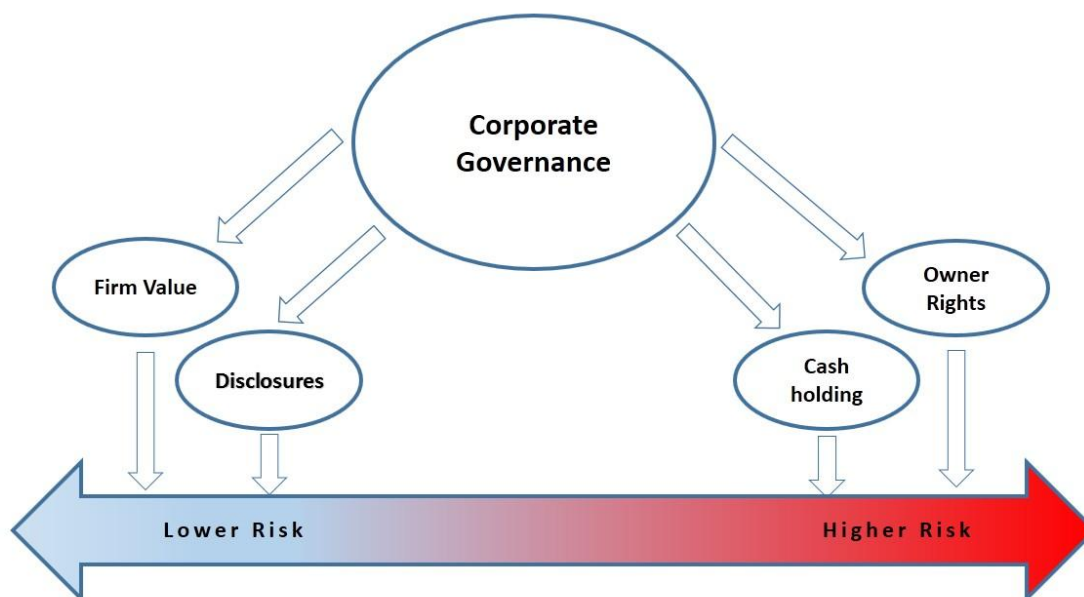 Corporate
Governance
Firm Value
Owner
Rights
Disclosures
Cash
holding
Lower Risk
Higher Risk